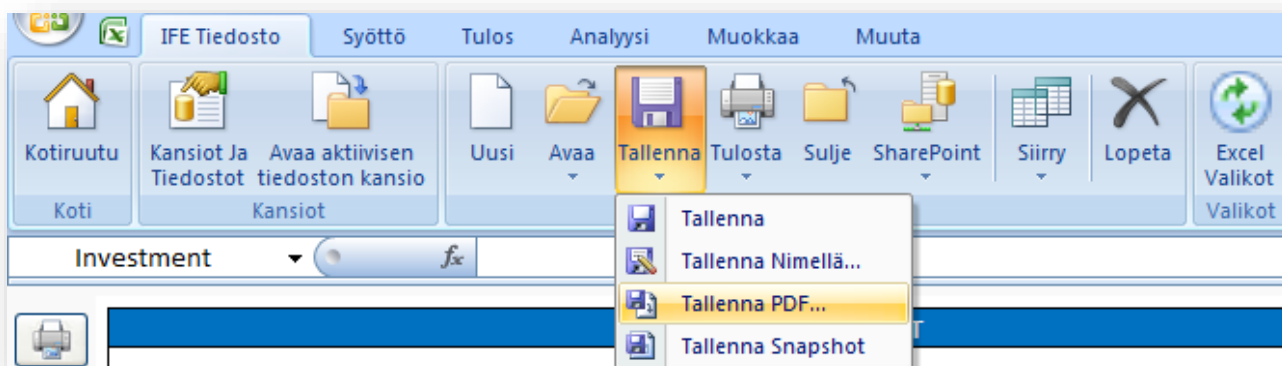 IFE Tiedosto Syöttö Tulos Analyysi Muokkaa Muuta
Kotiruutu Kansiot Ja Avaa aktiivisen Uusi Avaa Tallenna Tulosta Sulje SharePoint Siirry Lopeta Excel
Tiedostot tiedoston kansio Valikot
Koti Kansiot Valikot
Investment fx
Tallenna
Tallenna Nimellä...
Tallenna PDF...
T
Tallenna Snapshot